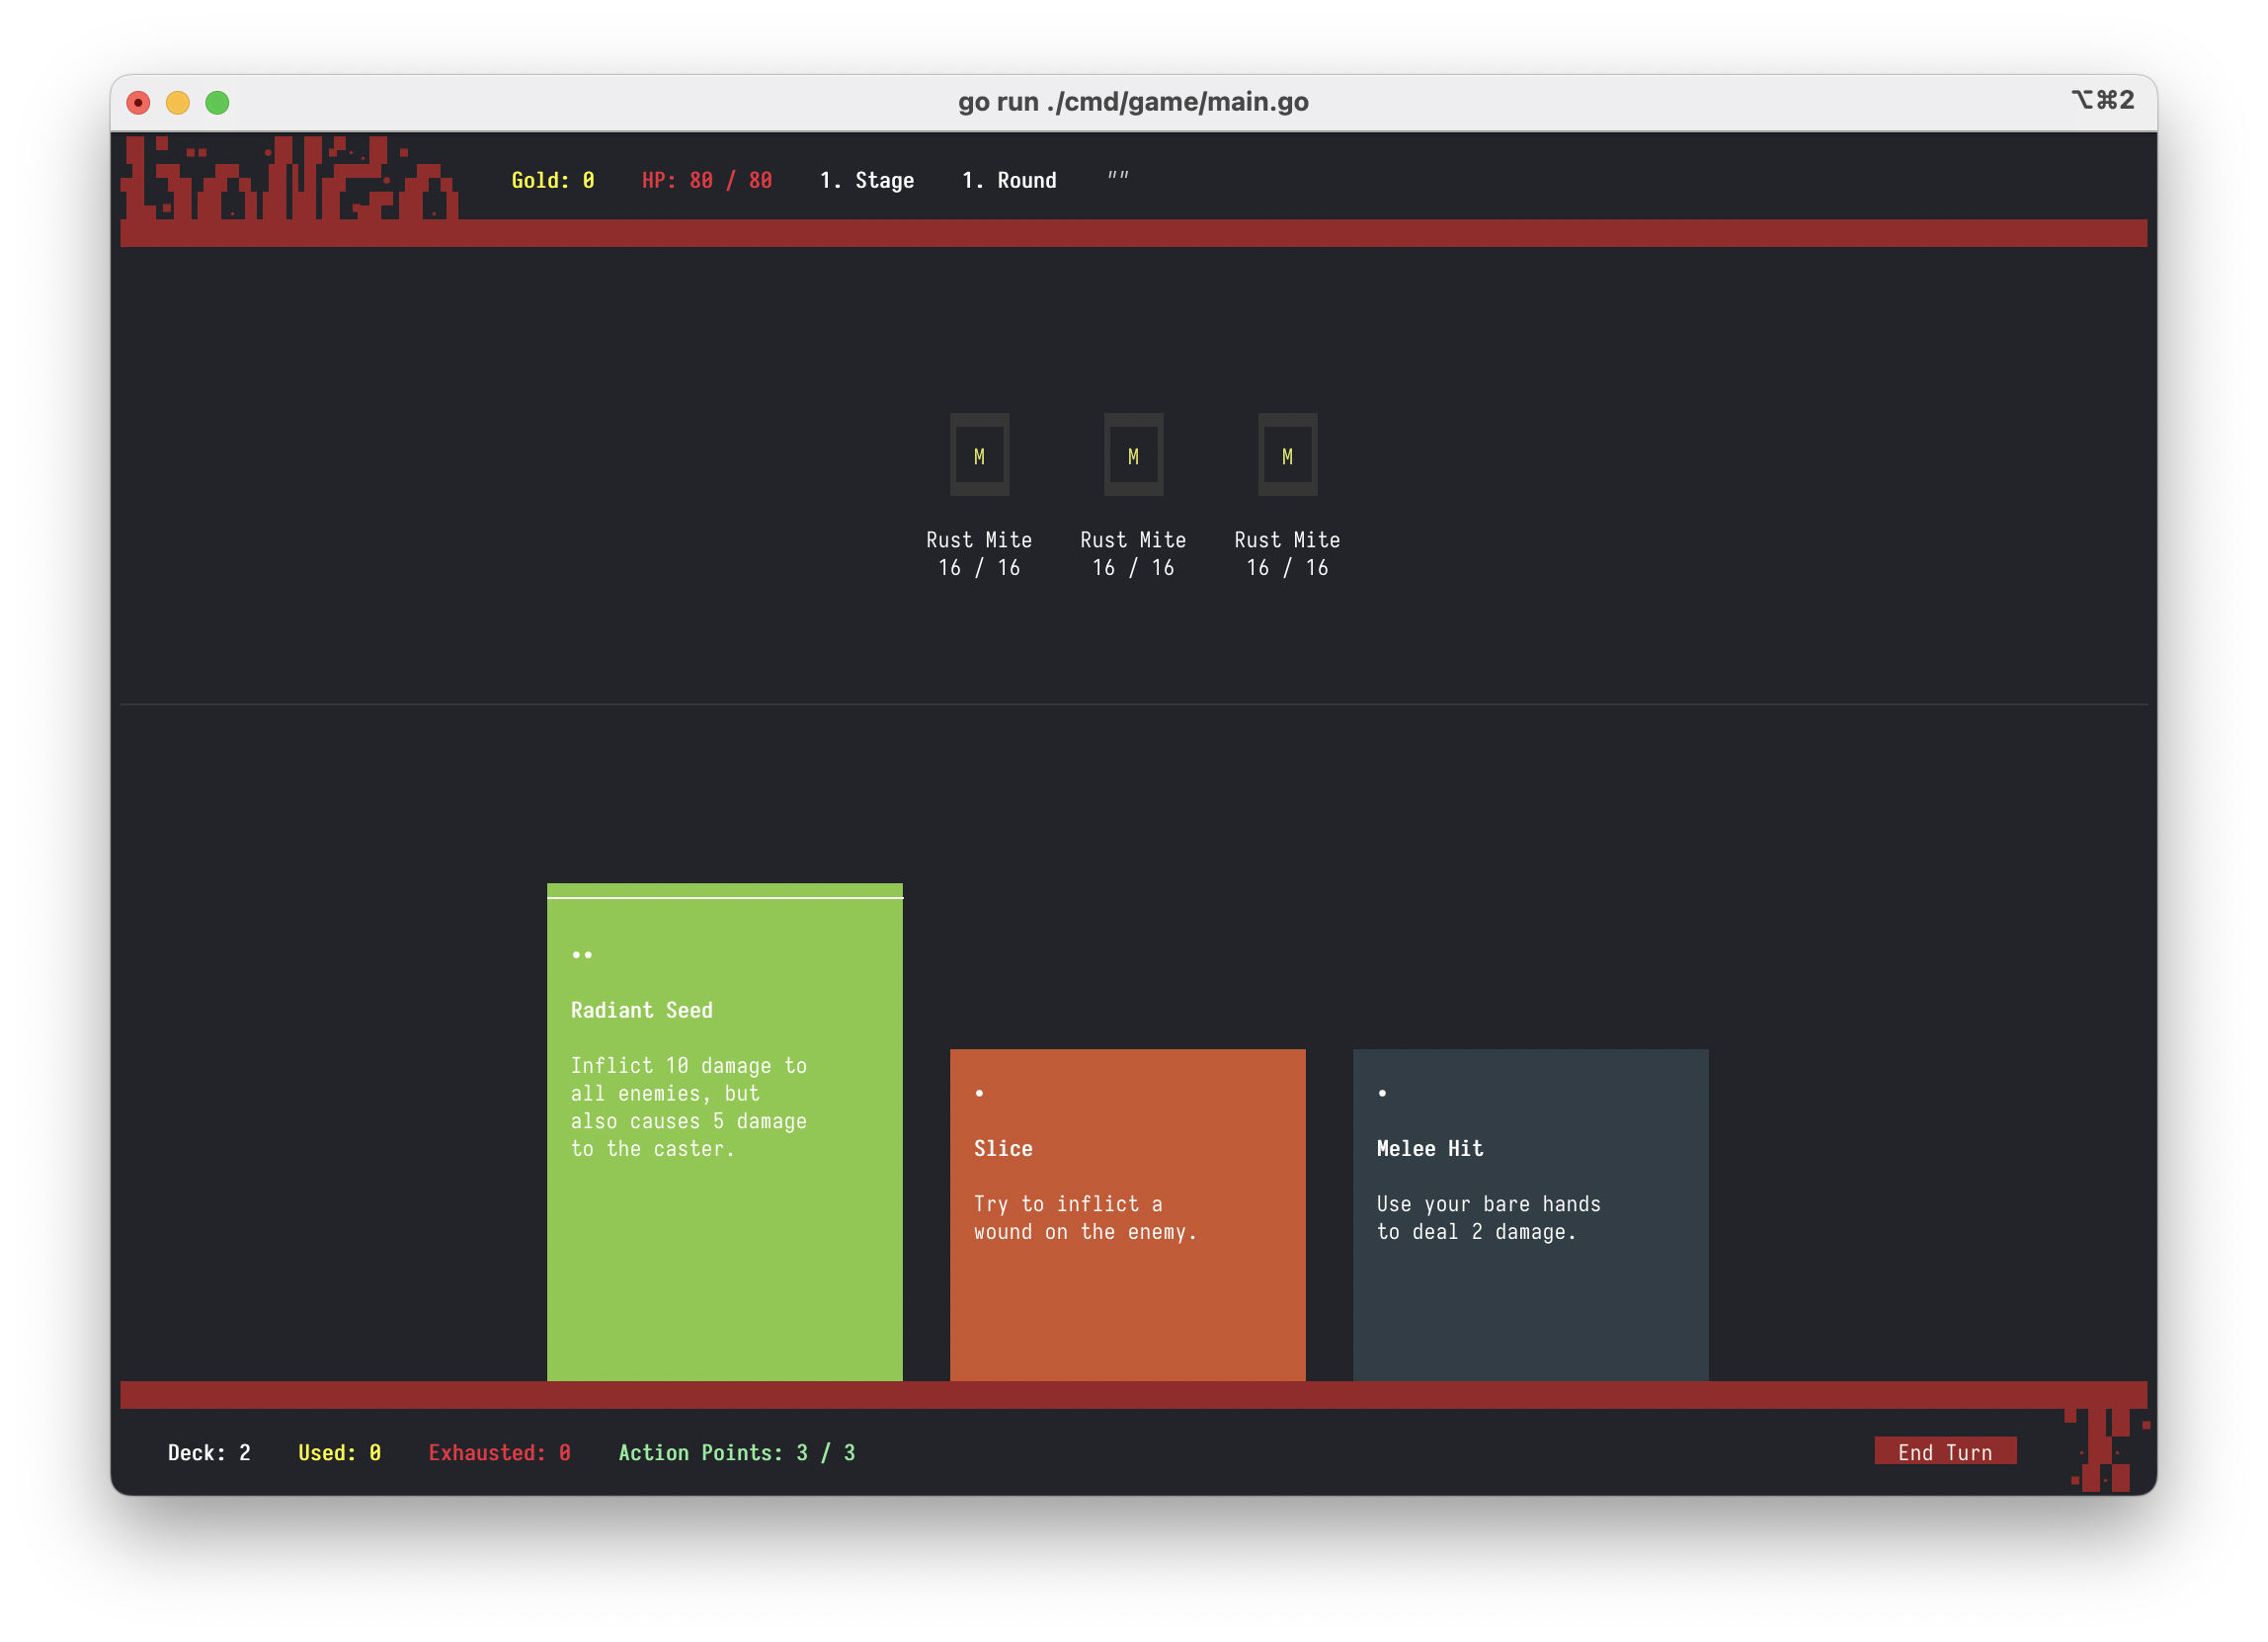 go run ./cmd/game/main.go
⌥⌘2
Gold: 0 HP: 80 / 80 1. Stage 1. Round ""
M M M
Rust Mite Rust Mite Rust Mite
16 / 16 16 / 16 16 / 16
••
Radiant Seed
Inflict 10 damage to
all enemies, but
also causes 5 damage
to the caster.
•
Slice
Try to inflict a
wound on the enemy.
•
Melee Hit
Use your bare hands
to deal 2 damage.
Deck: 2 Used: 0 Exhausted: 0 Action Points: 3 / 3 End Turn